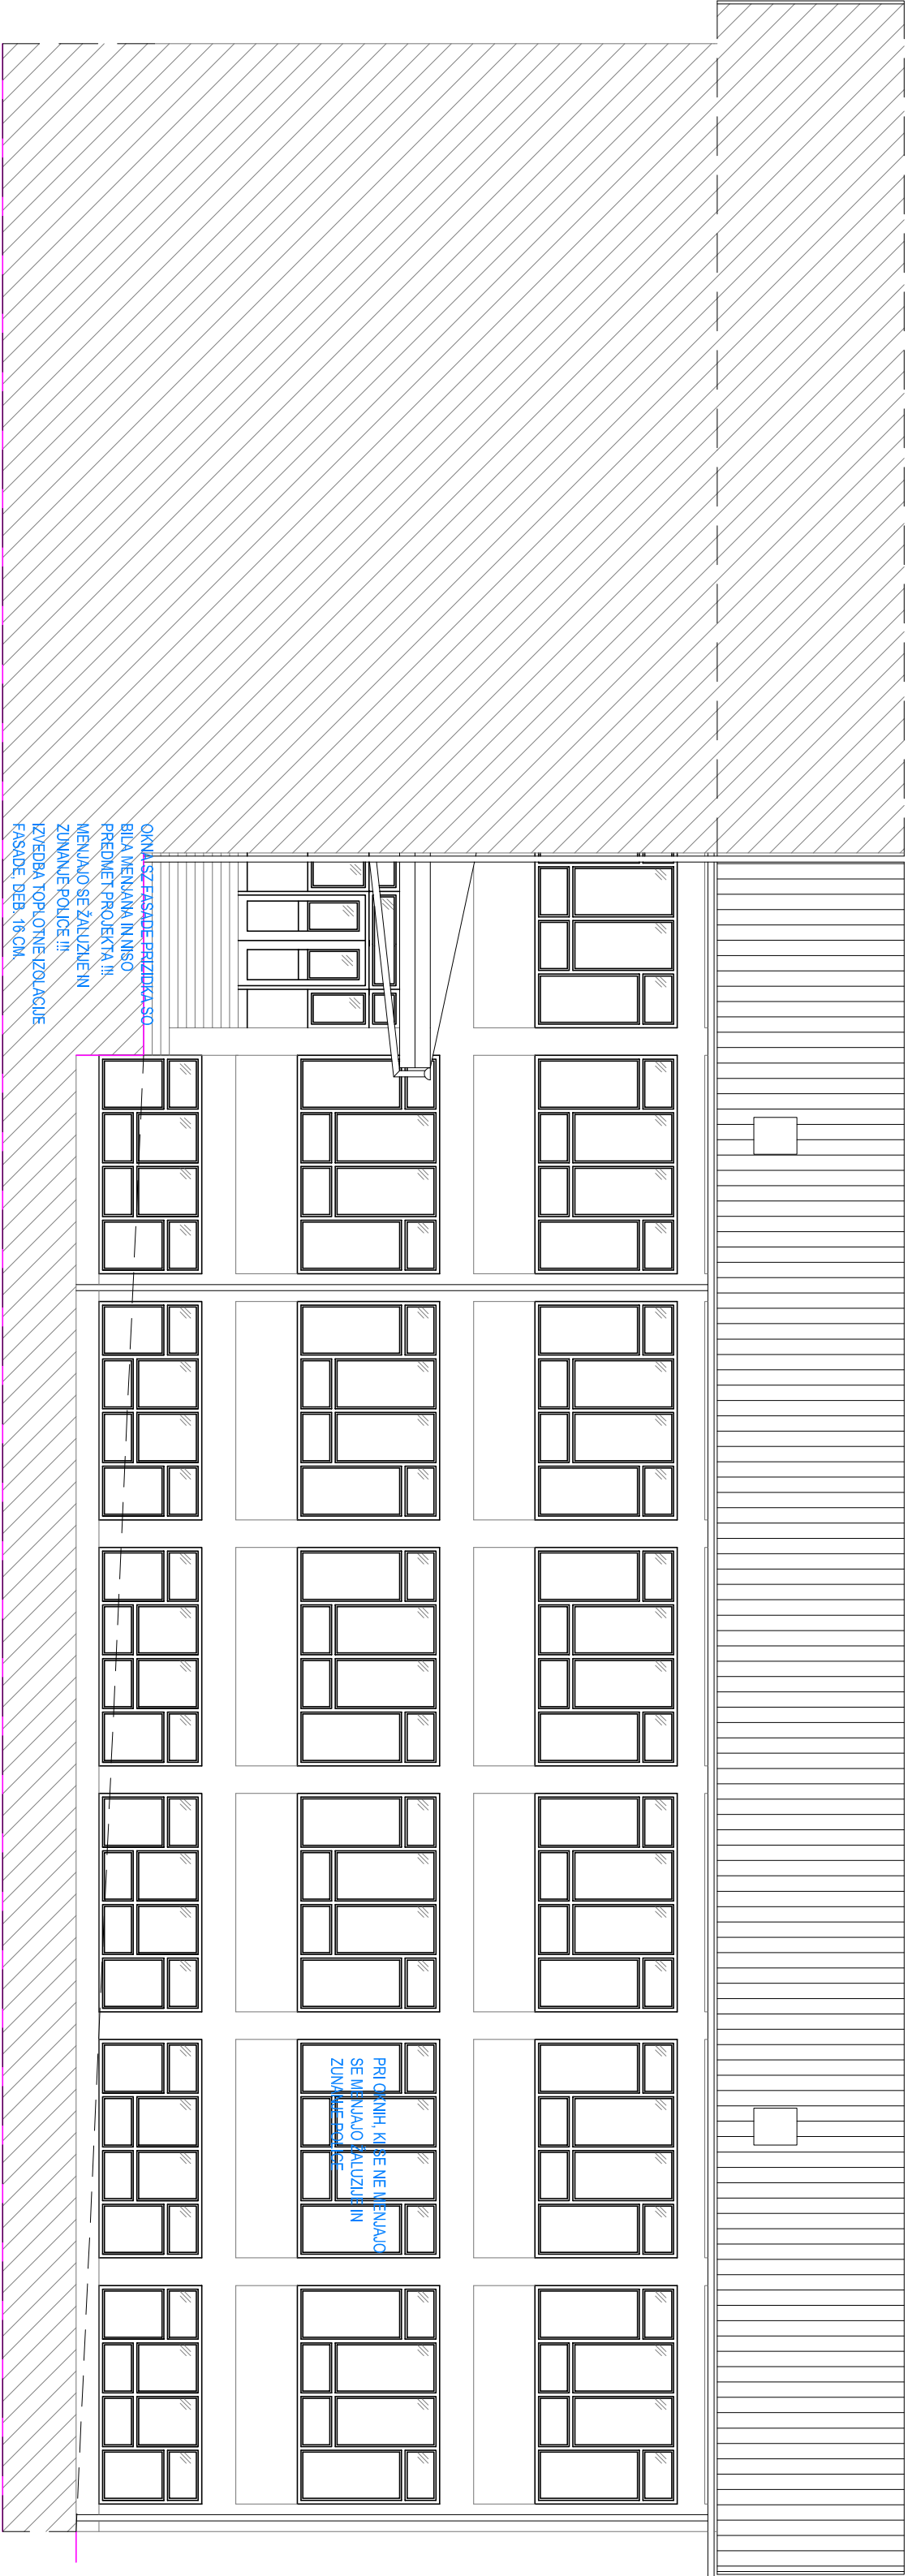 OKNA SZ FASADE PRIZIDKA SO
BILA MENJANA IN NISO
PREDMET PROJEKTA !!!
MENJAJO SE ŽALUZIJE IN
ZUNANJE POLICE !!!
IZVEDBA TOPLOTNE IZOLACIJE
FASADE, DEB. 16 CM.
PRI OKNIH, KI SE NE MENJAJO
SE MENJAJO ŽALUZIJE IN
ZUNANJE POLICE